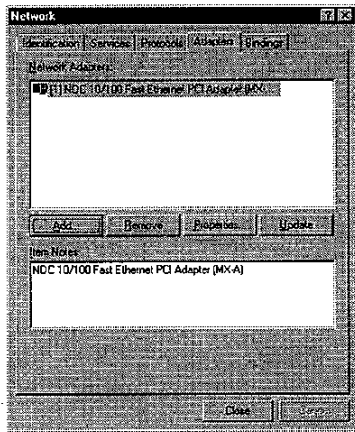 Network
Identification Services Protocols Adapters Bindings
Network Adapters:
[1] NDC 10/100 Fast Ethernet PCI Adapter (MX-
Add... Remove Properties... Update
Item Notes:
NDC 10/100 Fast Ethernet PCI Adapter (MX-A)
Close Cancel